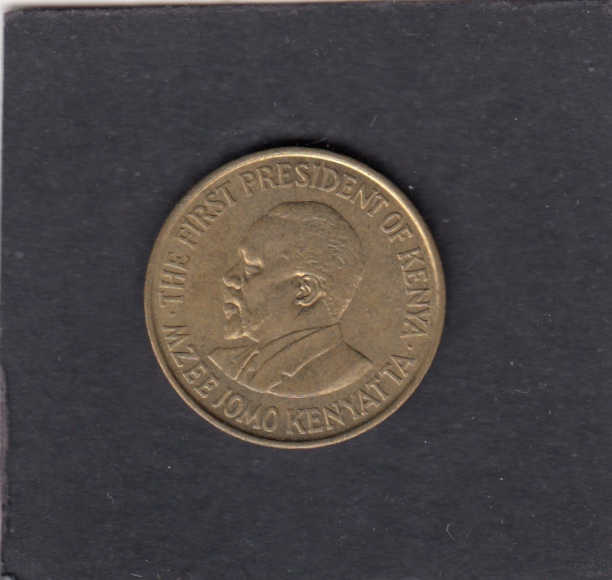 THE FIRST PRESIDENT OF KENYA
MZEE JOMO KENYATTA